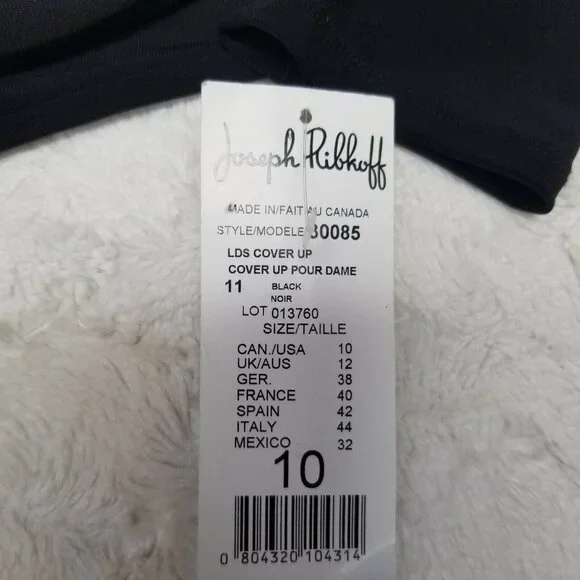 Joseph Ribkoff
MADE IN/FAIT AU CANADA
STYLE/MODELE 30085
LDS COVER UP
COVER UP POUR DAME
11 BLACK
NOIR
LOT 013760
SIZE/TAILLE
CAN./USA 10
UK/AUS 12
GER. 38
FRANCE 40
SPAIN 42
ITALY 44
MEXICO 32
10
0 804320 104314